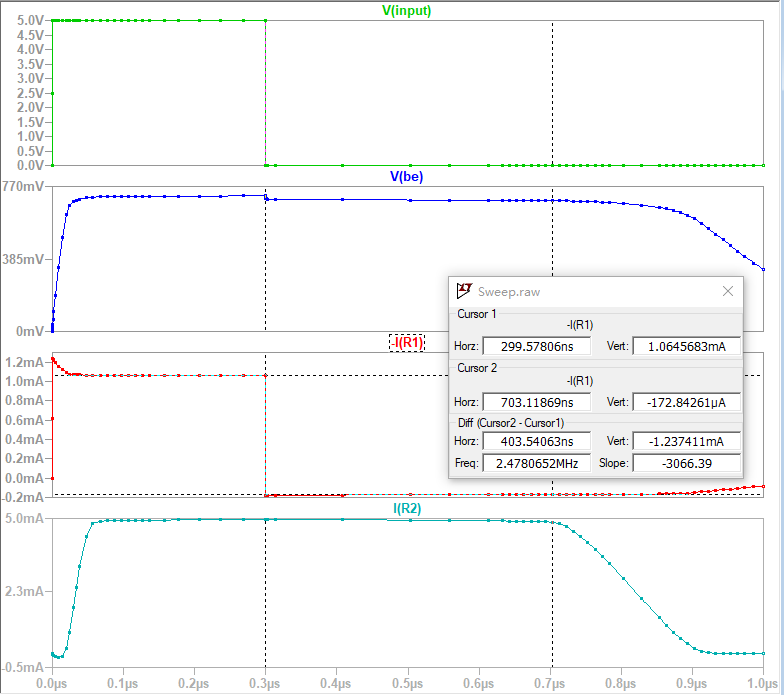 V(input)
5.0V
4.5V
4.0V
3.5V
3.0V
2.5V
2.0V
1.5V
1.0V
0.5V
0.0V
V(be)
770mV
385mV
0mV
-I(R1)
1.2mA
1.0mA
0.8mA
0.6mA
0.4mA
0.2mA
0.0mA
-0.2mA
Sweep.raw
Cursor 1
-I(R1)
Horz: 299.57806ns Vert: 1.0645683mA
Cursor 2
-I(R1)
Horz: 703.11869ns Vert: -172.84261µA
Diff (Cursor2 - Cursor1)
Horz: 403.54063ns Vert: -1.237411mA
Freq: 2.4780652MHz Slope: -3066.39
I(R2)
5.0mA
2.3mA
-0.5mA
0.0µs 0.1µs 0.2µs 0.3µs 0.4µs 0.5µs 0.6µs 0.7µs 0.8µs 0.9µs 1.0µs